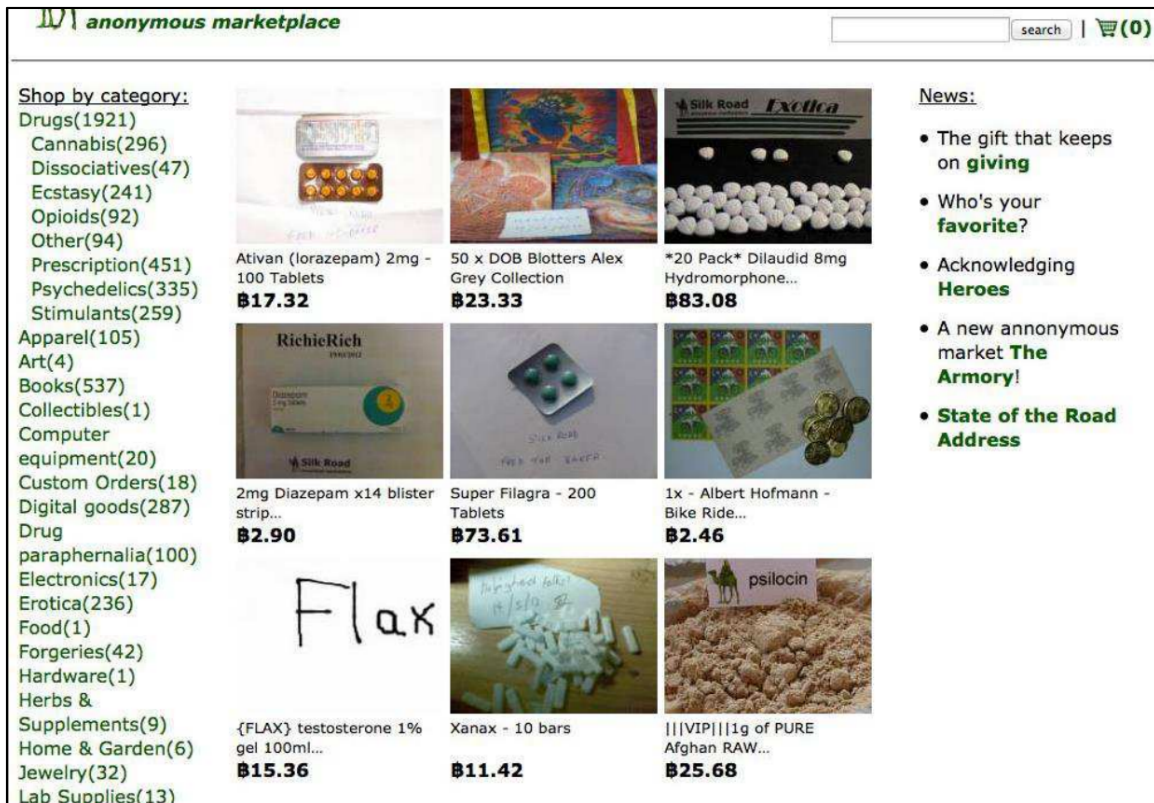 anonymous marketplace
search | (0)
Shop by category:
Drugs(1921)
Cannabis(296)
Dissociatives(47)
Ecstasy(241)
Opioids(92)
Other(94)
Prescription(451)
Psychedelics(335)
Stimulants(259)
Apparel(105)
Art(4)
Books(537)
Collectibles(1)
Computer
equipment(20)
Custom Orders(18)
Digital goods(287)
Drug
paraphernalia(100)
Electronics(17)
Erotica(236)
Food(1)
Forgeries(42)
Hardware(1)
Herbs &
Supplements(9)
Home & Garden(6)
Jewelry(32)
Lab Supplies(13)
Ativan (lorazepam) 2mg -
100 Tablets
฿17.32
50 x DOB Blotters Alex
Grey Collection
฿23.33
Silk Road Exotica
*20 Pack* Dilaudid 8mg
Hydromorphone...
฿83.08
RichieRich
Diazepam
Silk Road
2mg Diazepam x14 blister
strip...
฿2.90
SILK ROAD
Super Filagra - 200
Tablets
฿73.61
1x - Albert Hofmann -
Bike Ride...
฿2.46
Flax
{FLAX} testosterone 1%
gel 100ml...
฿15.36
Xanax - 10 bars
฿11.42
psilocin
|||VIP|||1g of PURE
Afghan RAW...
฿25.68
News:
• The gift that keeps
on giving
• Who's your
favorite?
• Acknowledging
Heroes
• A new annonymous
market The
Armory!
• State of the Road
Address